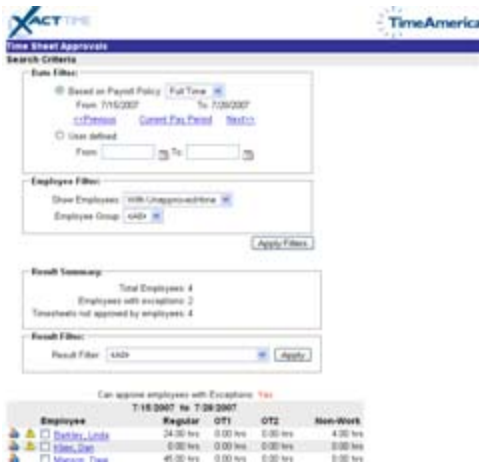 XACTTIME
TimeAmerica
Time Sheet Approvals
Search Criteria
Date Filter:
Based on Payroll Policy Full Time
From 7/15/2007 To 7/28/2007
<<Previous Current Pay Period Next>>
User defined
From To
Employee Filter:
Show Employees With Unapproved time
Employee Group <All>
Apply Filters
Result Summary:
Total Employees 4
Employees with exceptions 2
Timesheets not approved by employees 4
Result Filter:
Result Filter <All> Apply
Can approve employees with Exceptions Yes
7/15/2007 to 7/28/2007
Employee Regular OT1 OT2 Non-Work
Linda 24.00 hrs 0.00 hrs 0.00 hrs 4.00 hrs
Dan 0.00 hrs 0.00 hrs 0.00 hrs 0.00 hrs
Manson, Dave 45.00 hrs 0.00 hrs 0.00 hrs 0.00 hrs